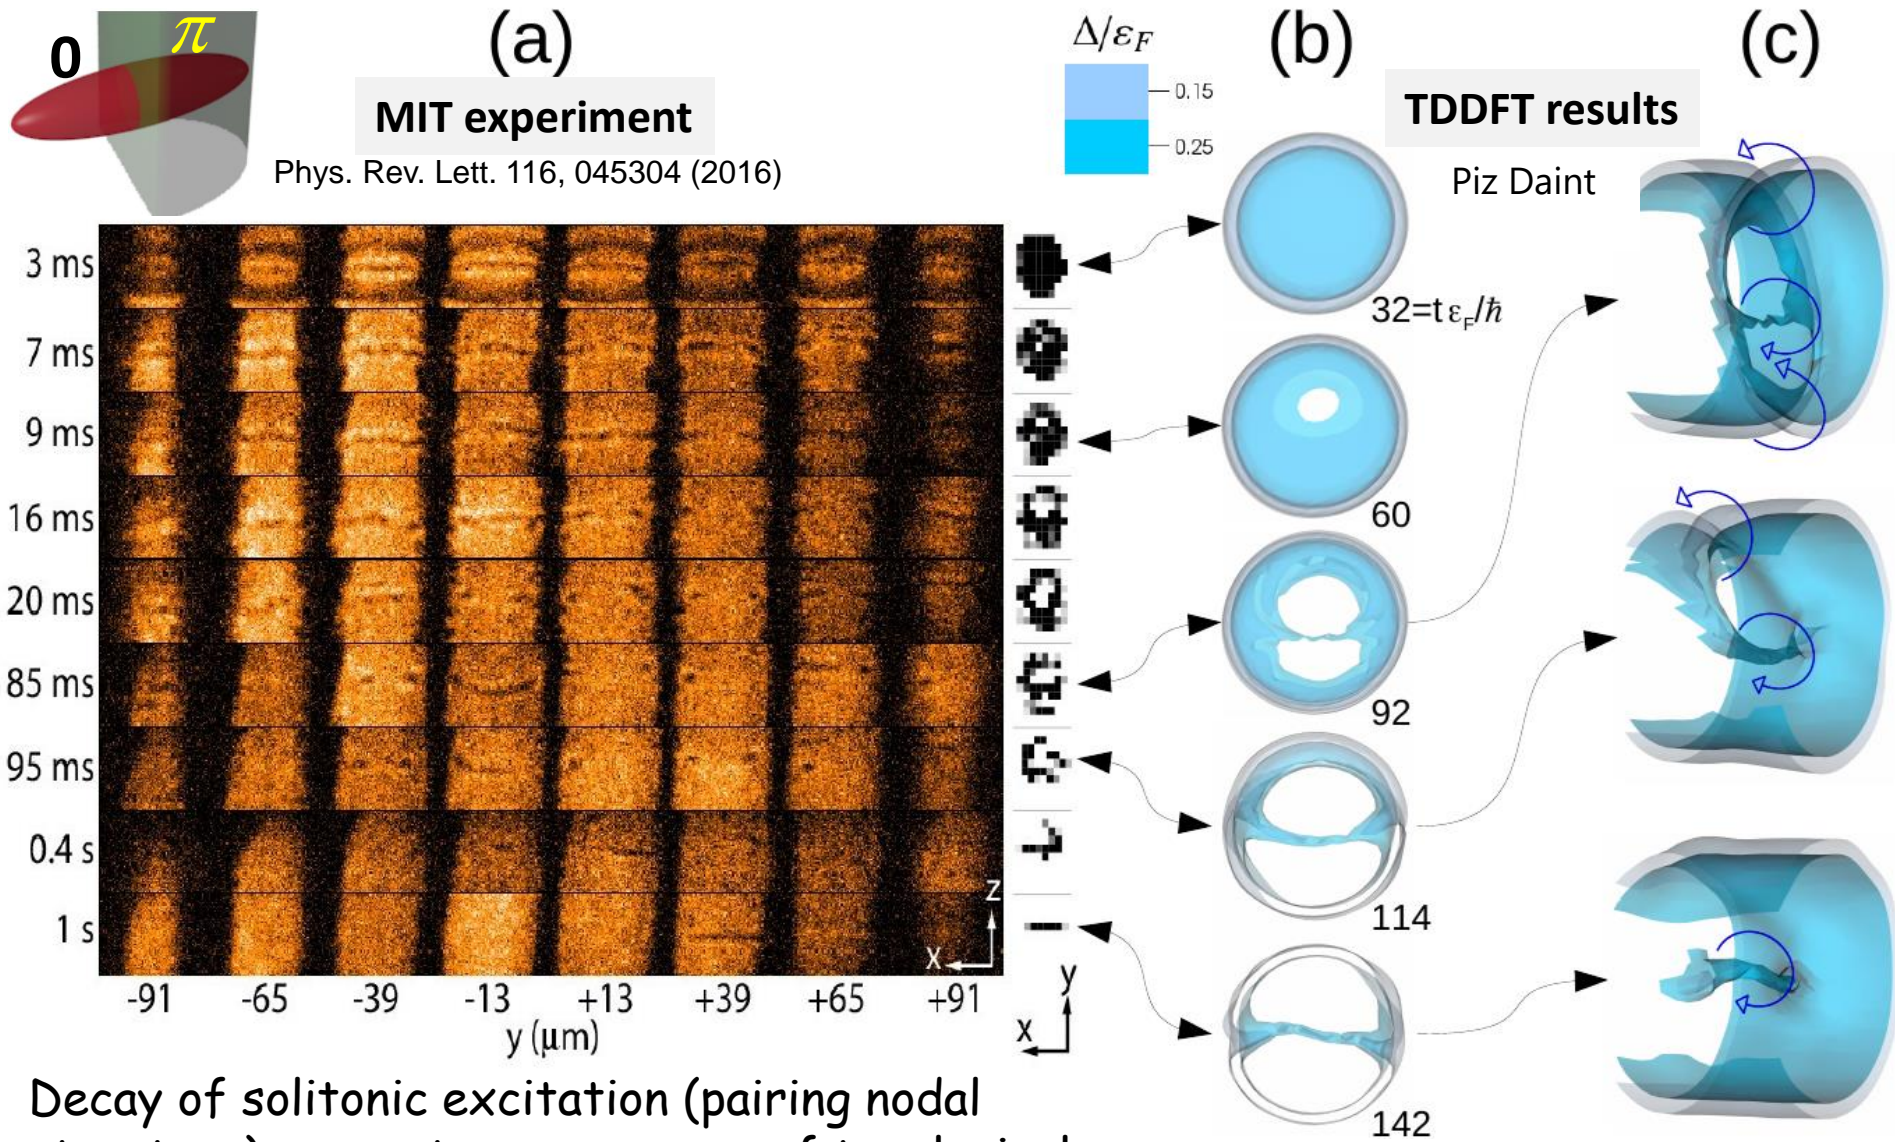 0
π
(a)
MIT experiment
Phys. Rev. Lett. 116, 045304 (2016)
Δ/εF
0.15
0.25
(b)
TDDFT results
Piz Daint
(c)
3 ms
7 ms
9 ms
16 ms
20 ms
85 ms
95 ms
0.4 s
1 s
z
x
-91 -65 -39 -13 +13 +39 +65 +91
y (μm)
y
x
32=t εF/ħ
60
92
114
142
Decay of solitonic excitation (pairing nodal